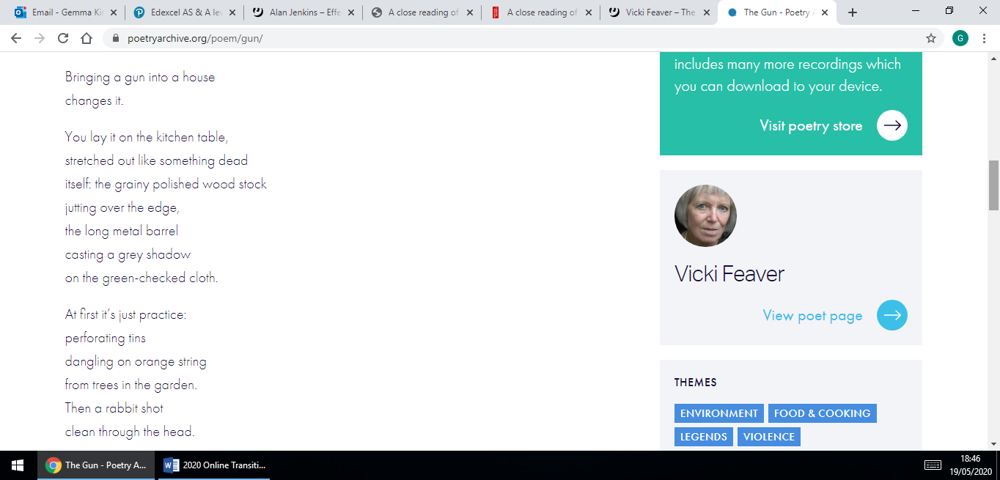 Email - Gemma Kir
Edexcel AS & A lev
Alan Jenkins – Effe
A close reading of
A close reading of
Vicki Feaver – The
The Gun - Poetry A
poetryarchive.org/poem/gun/
G
Bringing a gun into a house
changes it.
You lay it on the kitchen table,
stretched out like something dead
itself: the grainy polished wood stock
jutting over the edge,
the long metal barrel
casting a grey shadow
on the green-checked cloth.
At first it's just practice:
perforating tins
dangling on orange string
from trees in the garden.
Then a rabbit shot
clean through the head.
includes many more recordings which
you can download to your device.
Visit poetry store
Vicki Feaver
View poet page
THEMES
ENVIRONMENT
FOOD & COOKING
LEGENDS
VIOLENCE
The Gun - Poetry A...
2020 Online Transiti...
18:46
19/05/2020